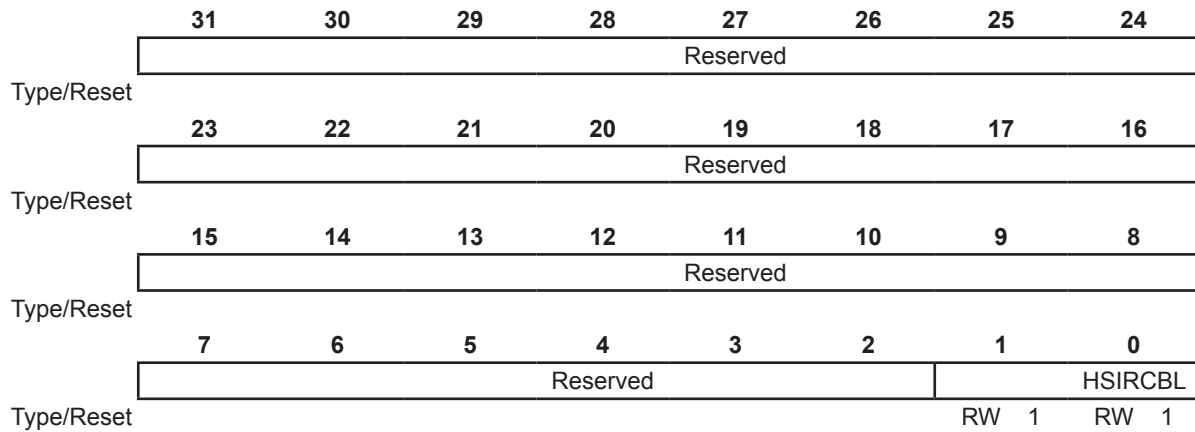 31 30 29 28 27 26 25 24
Reserved
Type/Reset
23 22 21 20 19 18 17 16
Reserved
Type/Reset
15 14 13 12 11 10 9 8
Reserved
Type/Reset
7 6 5 4 3 2 1 0
Reserved HSIRCBL
Type/Reset RW 1 RW 1